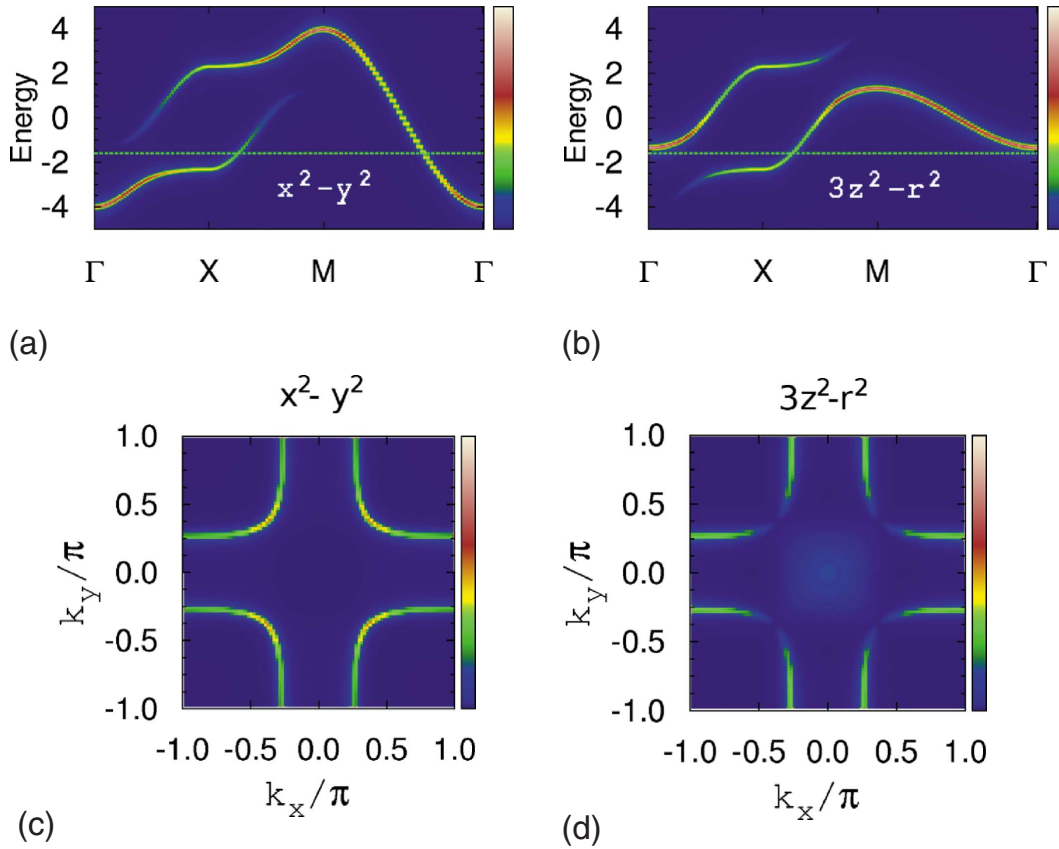 4
2
0
-2
-4
Energy
x²-y²
Γ X M Γ
(a)
4
2
0
-2
-4
Energy
3z²-r²
Γ X M Γ
(b)
x²- y²
1.0
0.5
0.0
-0.5
-1.0
k_y/π
-1.0 -0.5 0.0 0.5 1.0
k_x/π
(c)
3z²-r²
1.0
0.5
0.0
-0.5
-1.0
k_y/π
-1.0 -0.5 0.0 0.5 1.0
k_x/π
(d)